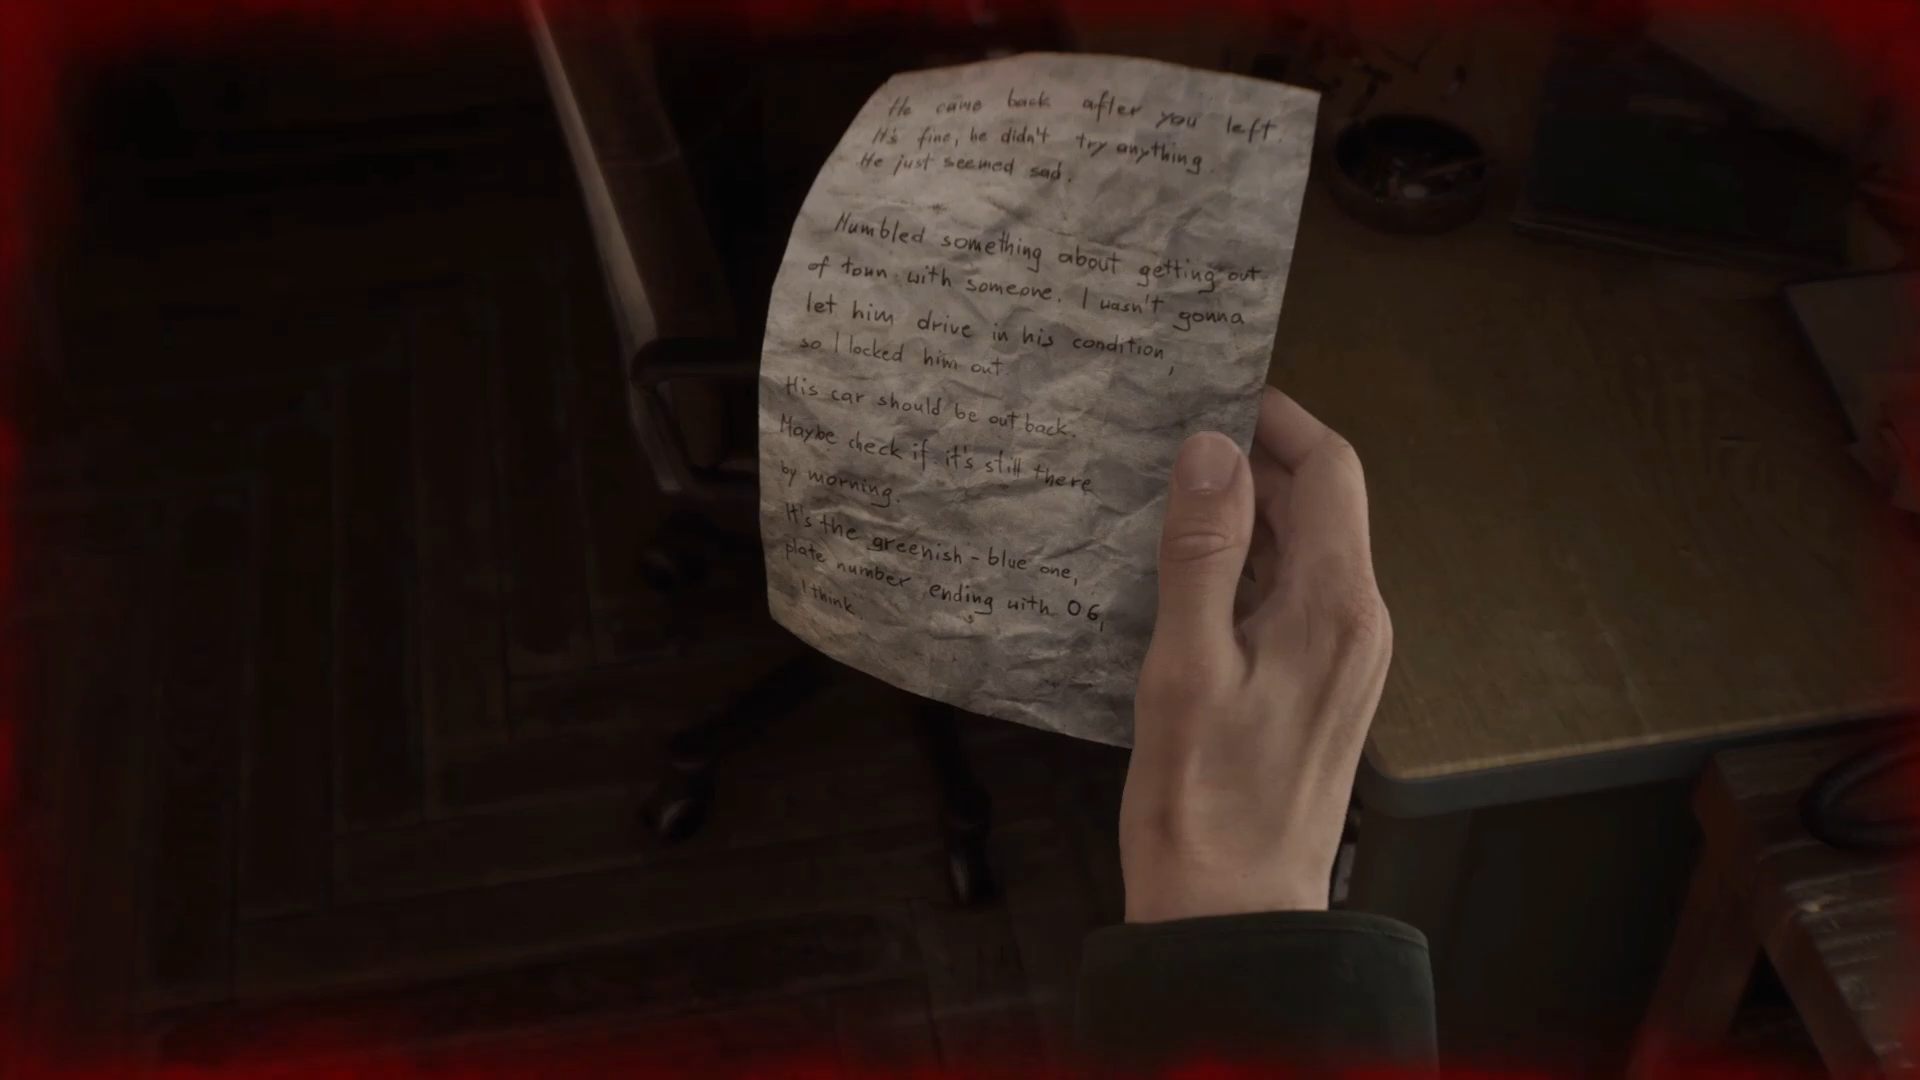 He came back after you left.
It's fine, he didn't try anything.
He just seemed sad.
Mumbled something about getting out
of town with someone. I wasn't gonna
let him drive in his condition,
so I locked him out.
His car should be out back.
Maybe check if it's still there
by morning.
It's the greenish-blue one,
plate number ending with 06,
I think.